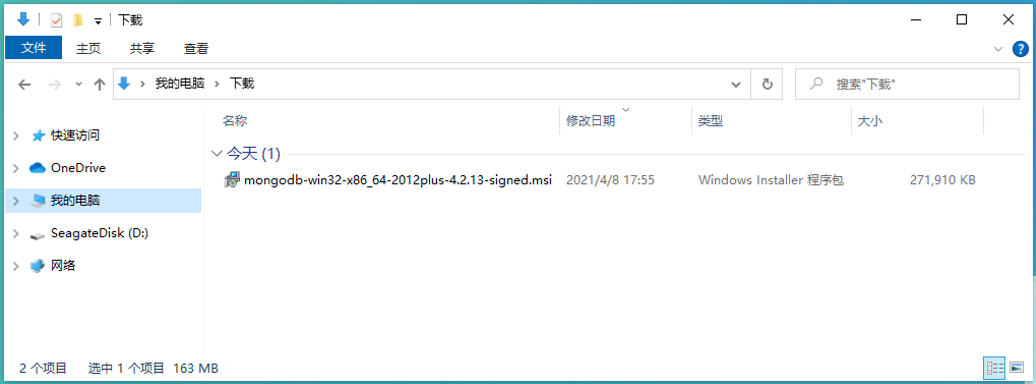 下载
文件 主页 共享 查看
我的电脑 下载 搜索"下载"
名称 修改日期 类型 大小
快速访问 今天 (1)
OneDrive mongodb-win32-x86_64-2012plus-4.2.13-signed.msi 2021/4/8 17:55 Windows Installer 程序包 271,910 KB
我的电脑
SeagateDisk (D:)
网络
2 个项目 选中 1 个项目 163 MB